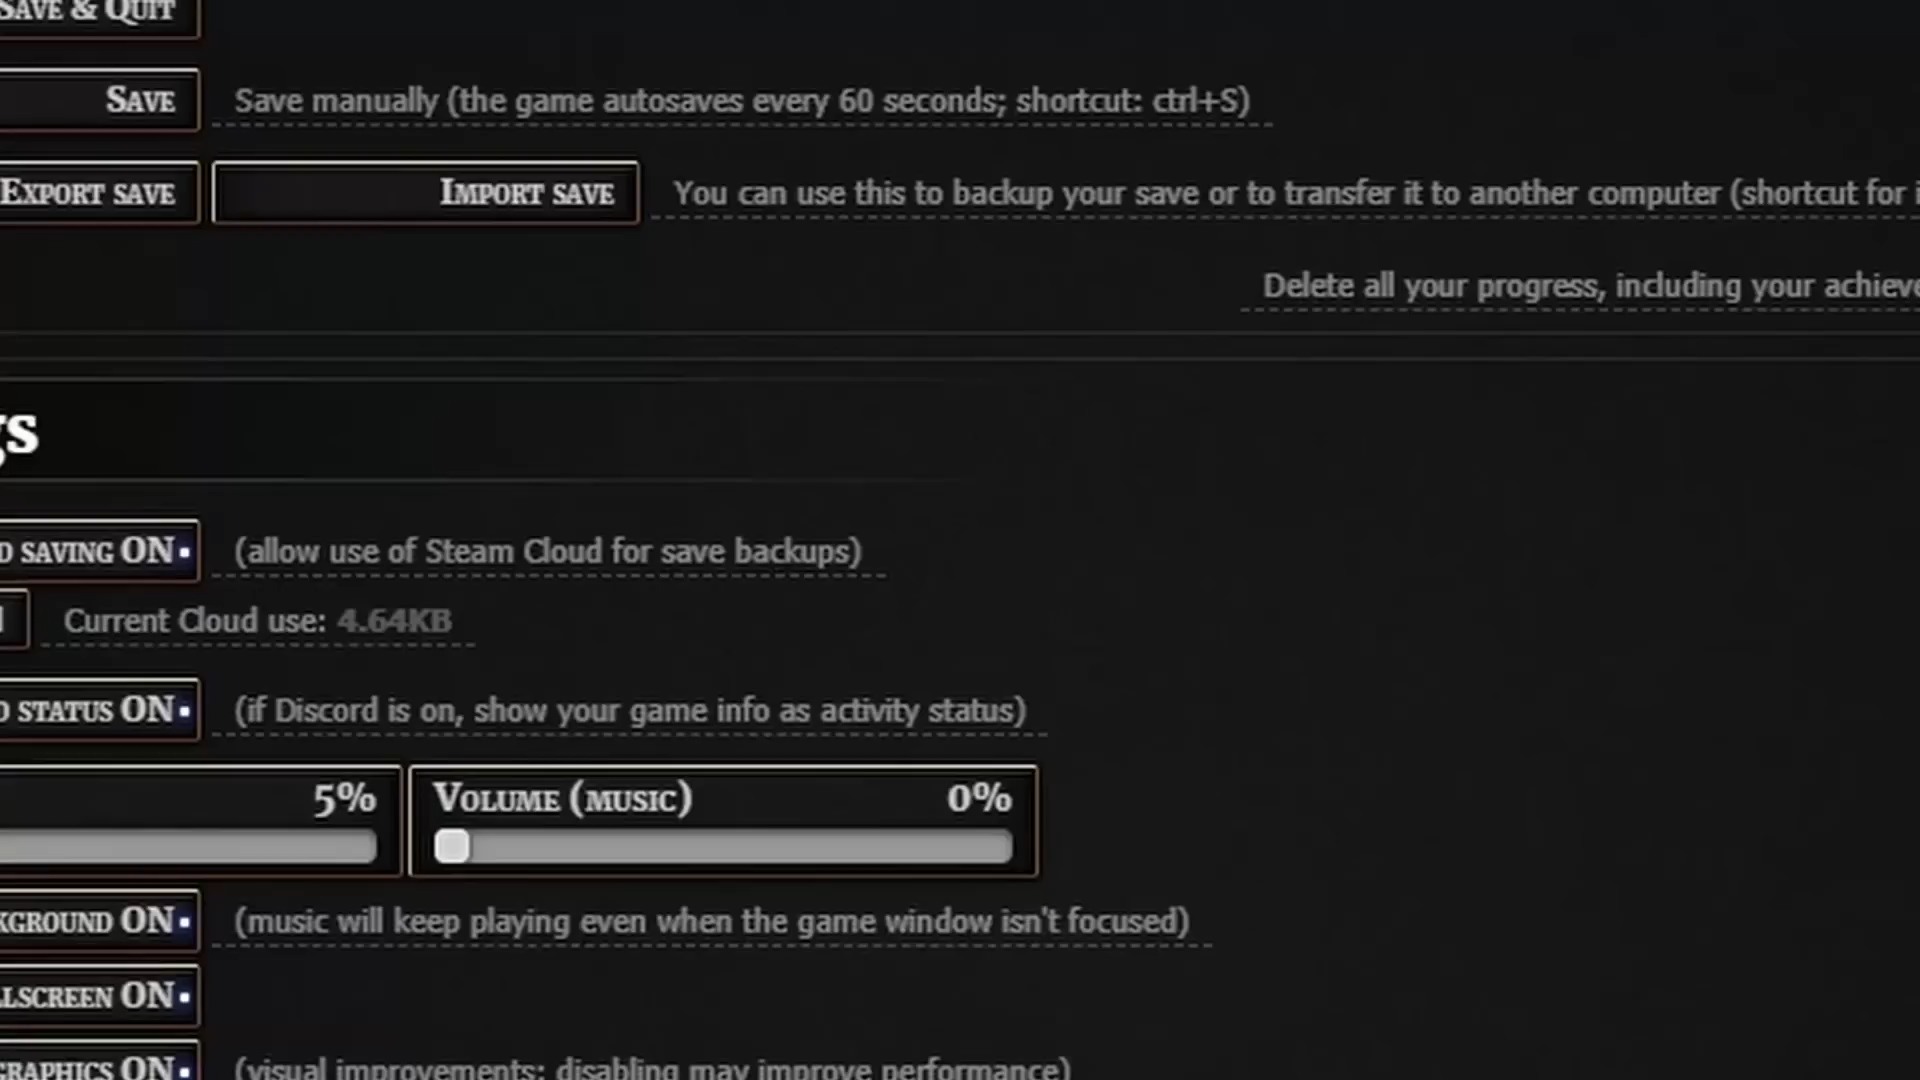 SAVE & QUIT
SAVE Save manually (the game autosaves every 60 seconds; shortcut: ctrl+S)
EXPORT SAVE IMPORT SAVE You can use this to backup your save or to transfer it to another computer (shortcut for i
Delete all your progress, including your achieve
gs
D SAVING ON (allow use of Steam Cloud for save backups)
Current Cloud use: 4.64KB
D STATUS ON (if Discord is on, show your game info as activity status)
5% VOLUME (MUSIC) 0%
KGROUND ON (music will keep playing even when the game window isn't focused)
LLSCREEN ON
GRAPHICS ON (visual improvements; disabling may improve performance)